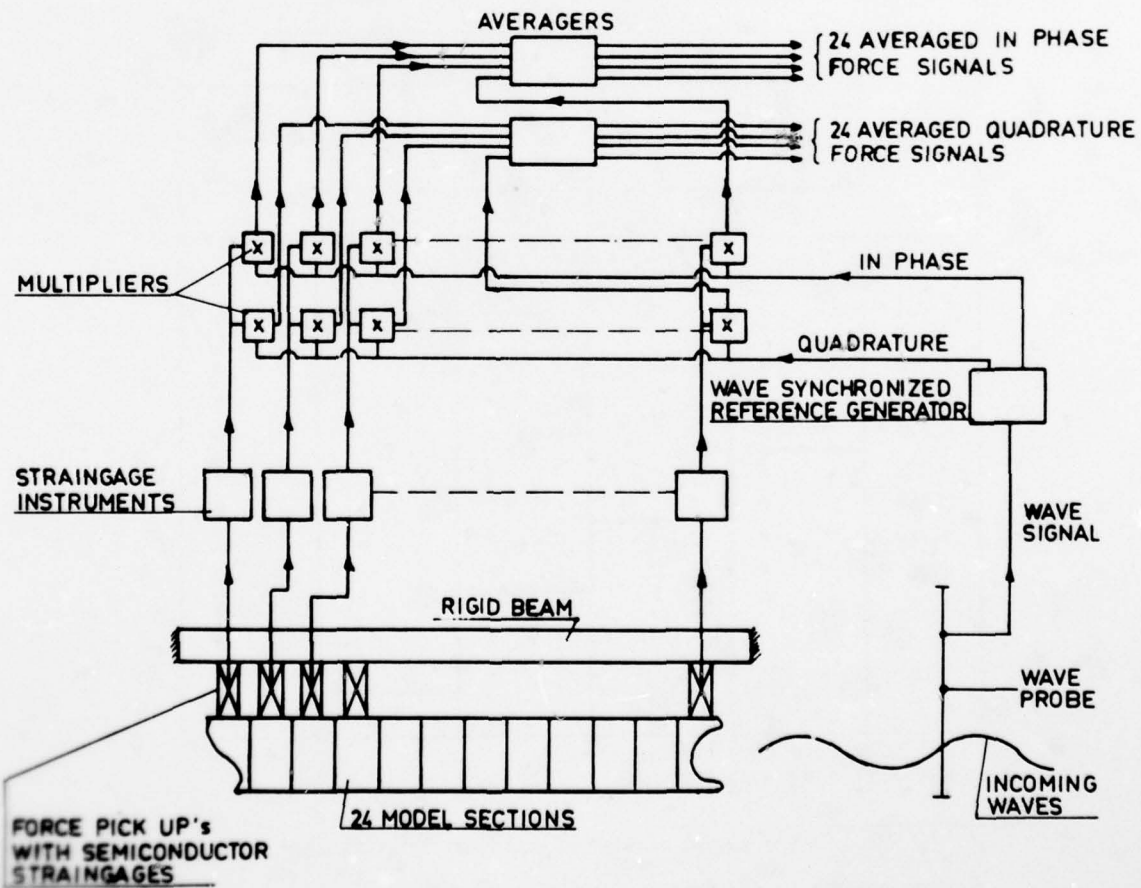 AVERAGERS
24 AVERAGED IN PHASE
FORCE SIGNALS
24 AVERAGED QUADRATURE
FORCE SIGNALS
X X X X
IN PHASE
MULTIPLIERS
X X X X
QUADRATURE
WAVE SYNCHRONIZED
REFERENCE GENERATOR
STRAINGAGE
INSTRUMENTS
WAVE
SIGNAL
RIGID BEAM
WAVE
PROBE
INCOMING
WAVES
24 MODEL SECTIONS
FORCE PICK UP's
WITH SEMICONDUCTOR
STRAINGAGES